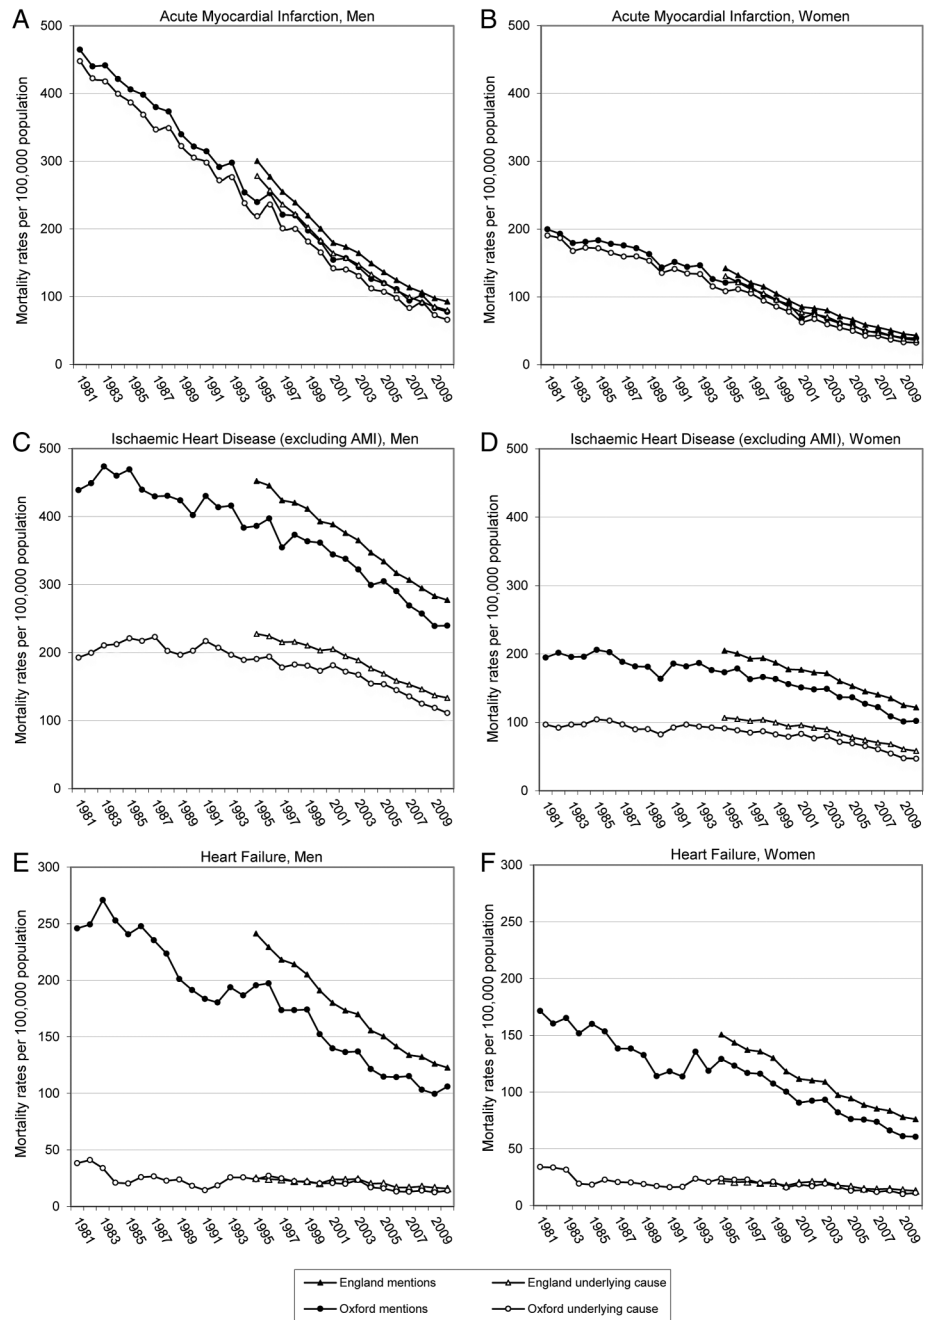 A
Acute Myocardial Infarction, Men
Mortality rates per 100,000 population
500
400
300
200
100
0
1981 1983 1985 1987 1989 1991 1993 1995 1997 1999 2001 2003 2005 2007 2009
B
Acute Myocardial Infarction, Women
Mortality rates per 100,000 population
500
400
300
200
100
0
1981 1983 1985 1987 1989 1991 1993 1995 1997 1999 2001 2003 2005 2007 2009
C
Ischaemic Heart Disease (excluding AMI), Men
Mortality rates per 100,000 population
500
400
300
200
100
0
1981 1983 1985 1987 1989 1991 1993 1995 1997 1999 2001 2003 2005 2007 2009
D
Ischaemic Heart Disease (excluding AMI), Women
Mortality rates per 100,000 population
500
400
300
200
100
0
1981 1983 1985 1987 1989 1991 1993 1995 1997 1999 2001 2003 2005 2007 2009
E
Heart Failure, Men
Mortality rates per 100,000 population
300
250
200
150
100
50
0
1981 1983 1985 1987 1989 1991 1993 1995 1997 1999 2001 2003 2005 2007 2009
F
Heart Failure, Women
Mortality rates per 100,000 population
300
250
200
150
100
50
0
1981 1983 1985 1987 1989 1991 1993 1995 1997 1999 2001 2003 2005 2007 2009
England mentions England underlying cause
Oxford mentions Oxford underlying cause